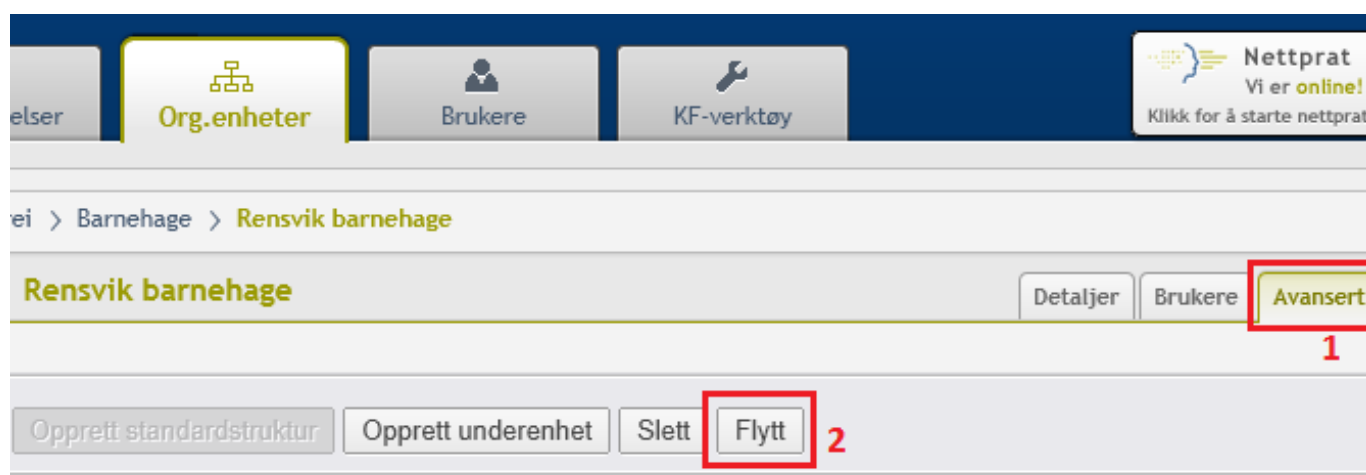 Nettprat
Vi er online!
Klikk for å starte nettprat
elser
Org.enheter
Brukere
KF-verktøy
ei > Barnehage > Rensvik barnehage
Rensvik barnehage
Detaljer
Brukere
Avansert
1
Opprett standardstruktur
Opprett underenhet
Slett
Flytt
2